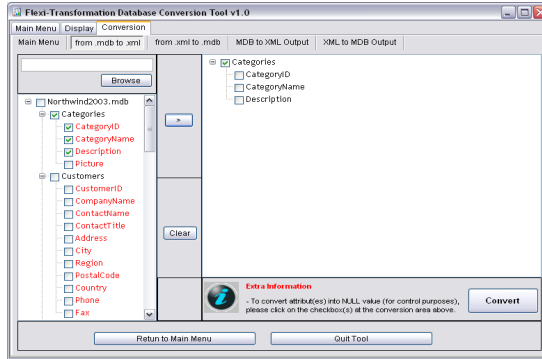 Flexi-Transformation Database Conversion Tool v1.0
Main Menu Display Conversion
Main Menu from .mdb to .xml from .xml to .mdb MDB to XML Output XML to MDB Output
Browse
Northwind2003.mdb
Categories
CategoryID
CategoryName
Description
Picture
Customers
CustomerID
CompanyName
ContactName
ContactTitle
Address
City
Region
PostalCode
Country
Phone
Fax
>
Clear
Categories
CategoryID
CategoryName
Description
Extra Information
- To convert attribut(es) into NULL value (for control purposes),
please click on the checkbox(s) at the conversion area above.
Convert
Retun to Main Menu
Quit Tool